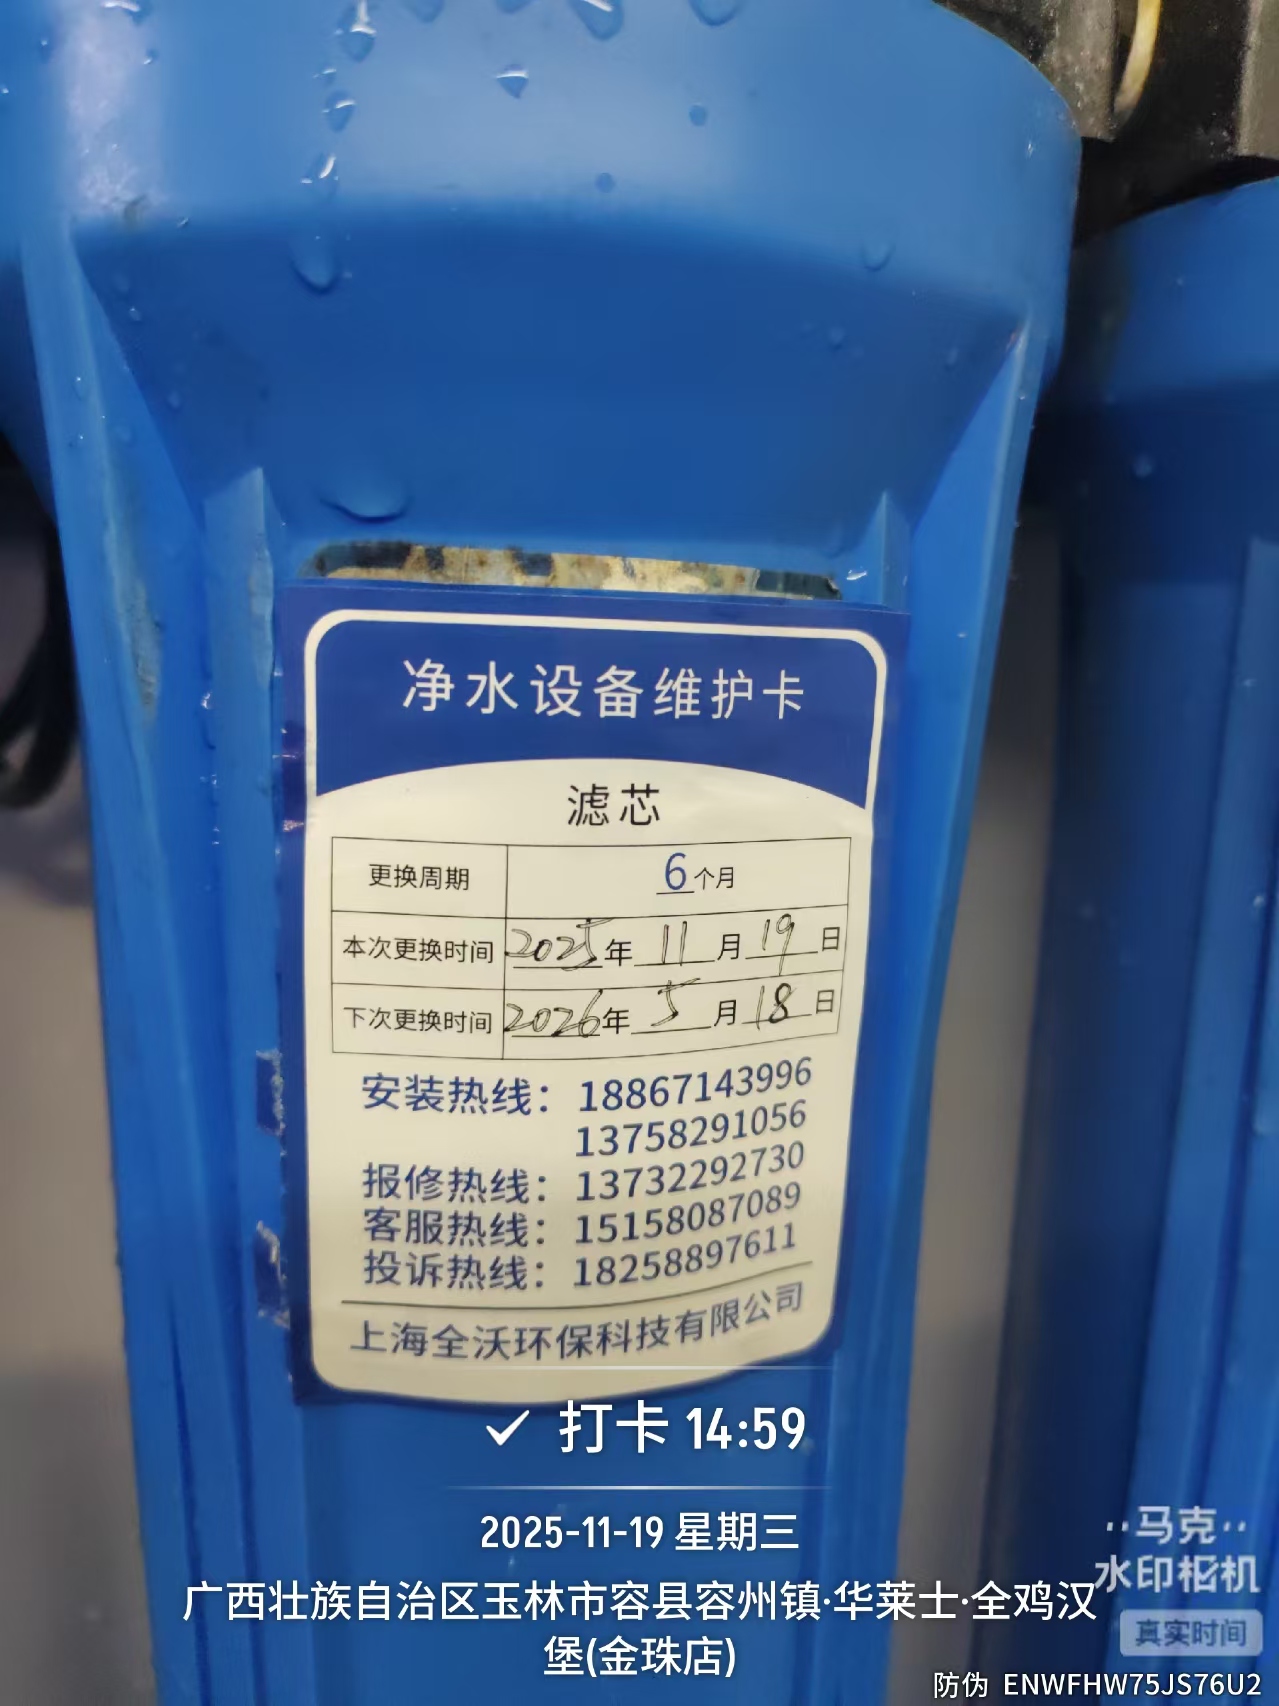 净水设备维护卡
滤芯
更换周期 6个月
本次更换时间 2025年11月19日
下次更换时间 2026年5月18日
安装热线：18867143996
13758291056
报修热线：13732292730
客服热线：15158087089
投诉热线：18258897611
上海全沃环保科技有限公司
✓ 打卡 14:59
2025-11-19 星期三
广西壮族自治区玉林市容县容州镇·华莱士·全鸡汉
堡(金珠店)
马克
水印相机
真实时间
防伪 ENWFHW75JS76U2